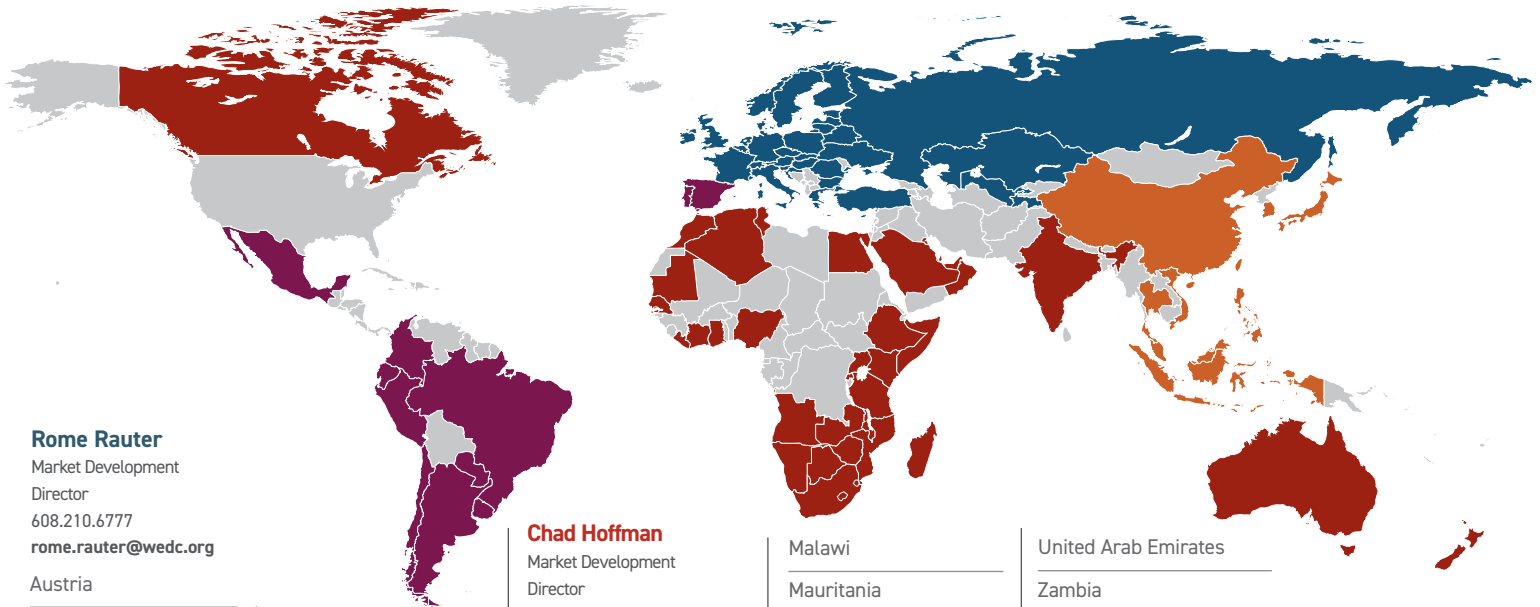 Rome Rauter
Market Development
Director
608.210.6777
rome.rauter@wedc.org
Austria
Chad Hoffman
Market Development
Director
Malawi
Mauritania
United Arab Emirates
Zambia